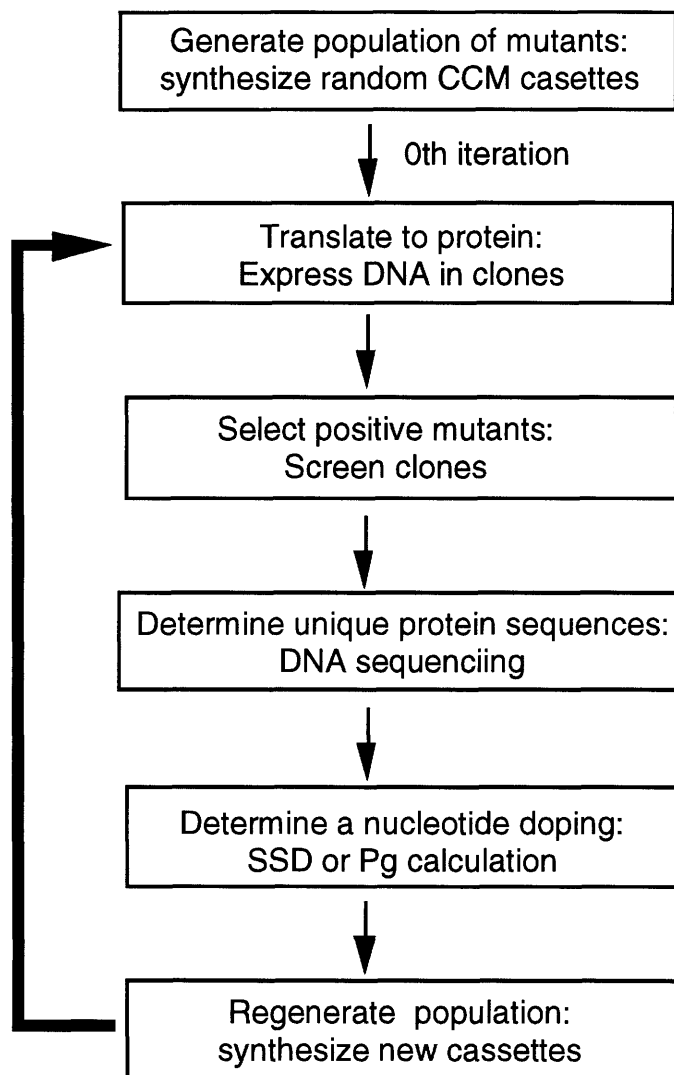 Generate population of mutants:
synthesize random CCM casettes
0th iteration
Translate to protein:
Express DNA in clones
Select positive mutants:
Screen clones
Determine unique protein sequences:
DNA sequenciing
Determine a nucleotide doping:
SSD or Pg calculation
Regenerate population:
synthesize new cassettes